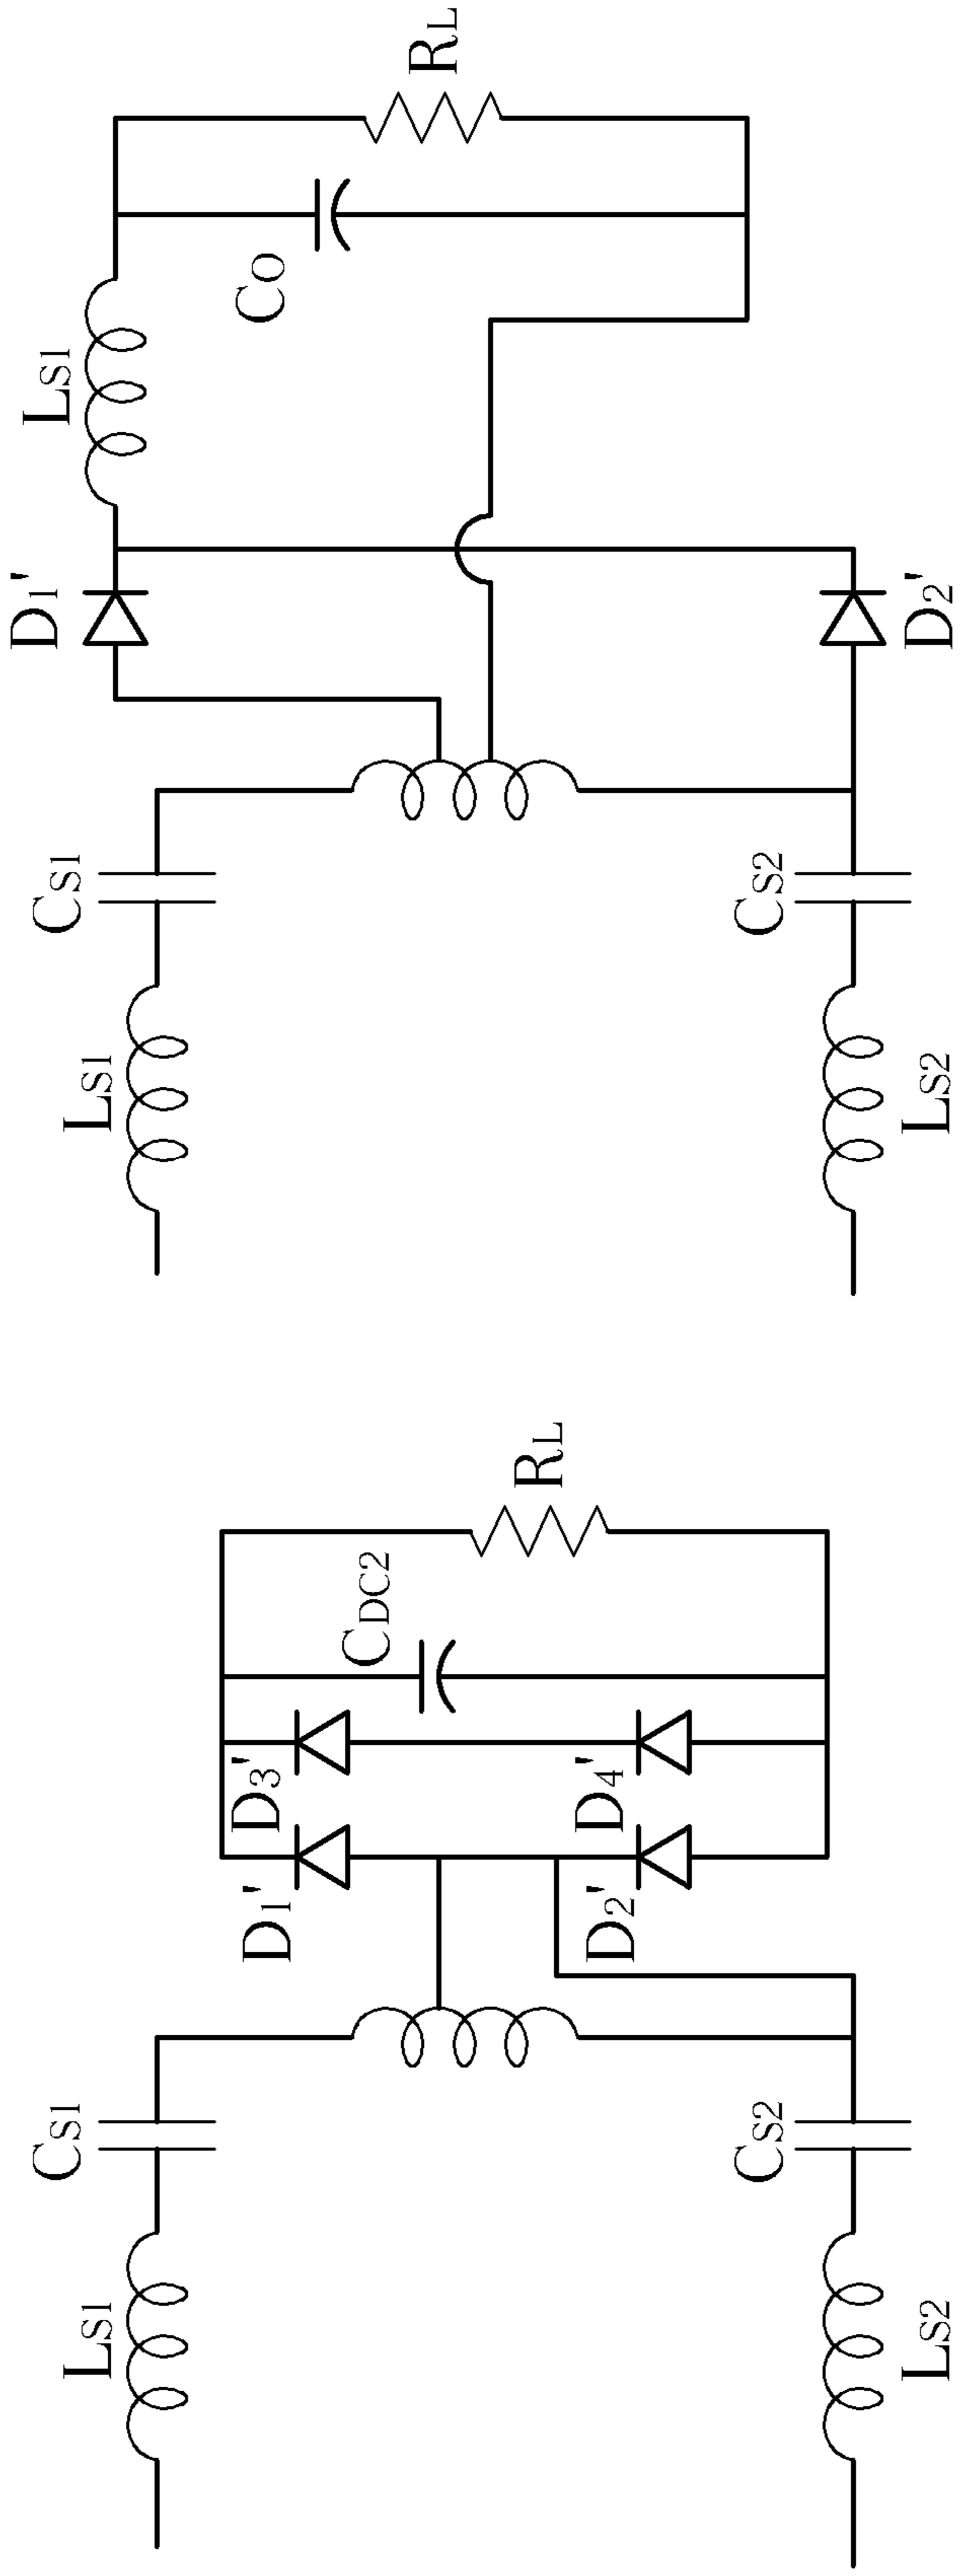 LS1
CS1
D1'
D3'
CDC2
RL
D2'
D4'
LS2
CS2
LS1
CS1
D1'
LS1
CO
RL
LS2
CS2
D2'